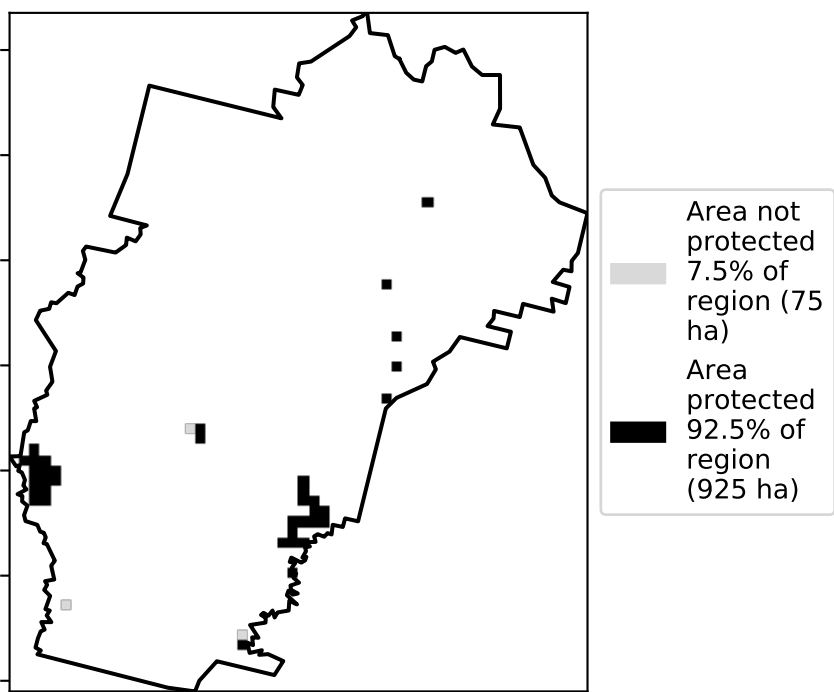 Area not
protected
7.5% of
region (75
ha)
Area
protected
92.5% of
region
(925 ha)